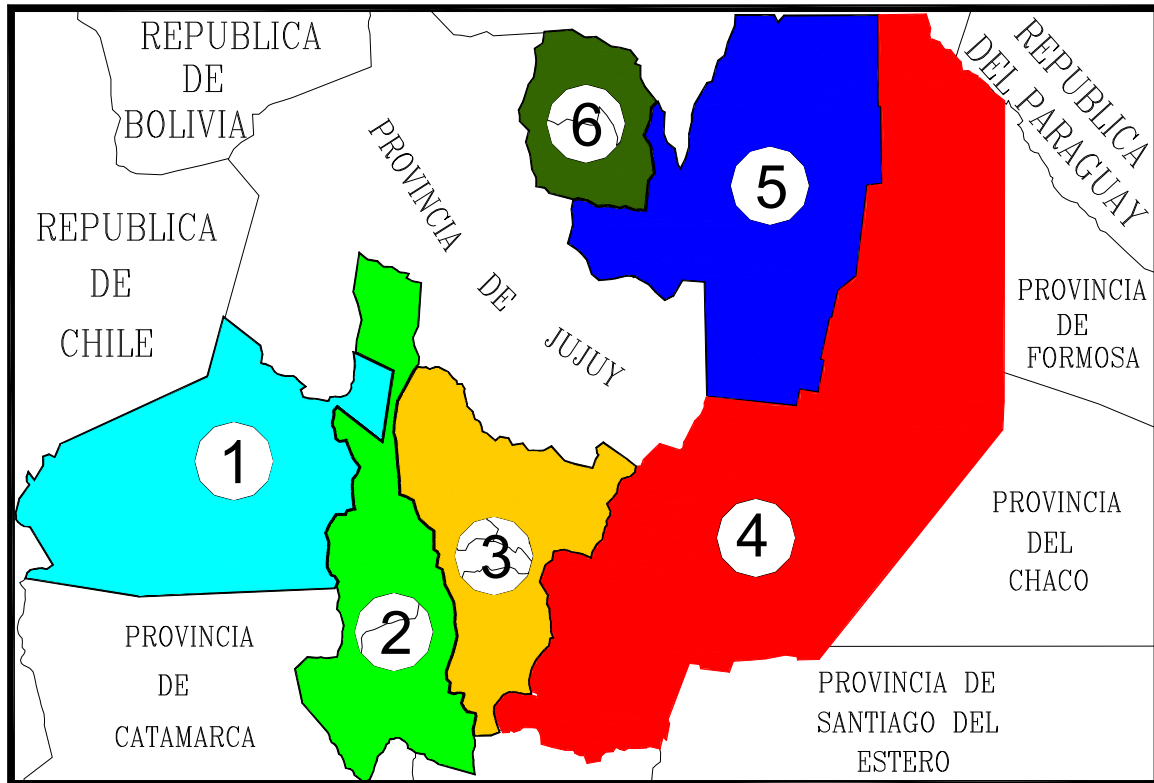 REPUBLICA
DE
BOLIVIA
REPUBLICA
DEL PARAGUAY
6
5
PROVINCIA
DE
JUJUY
REPUBLICA
DE
CHILE
PROVINCIA
DE
FORMOSA
1
2
3
4
PROVINCIA
DEL
CHACO
PROVINCIA
DE
CATAMARCA
PROVINCIA DE
SANTIAGO DEL
ESTERO